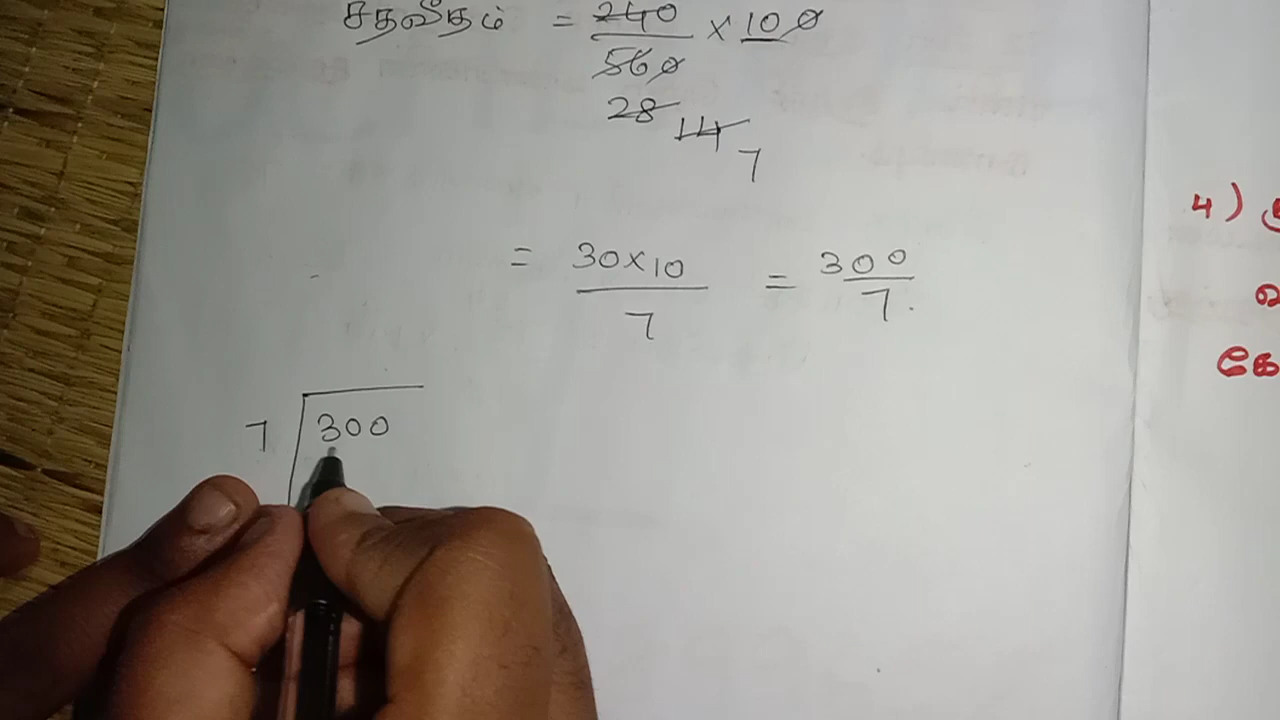 சதவீதம் = 240/560 × 100
28 14 7
= 30×10/7 = 300/7.
7 300
4)
கே